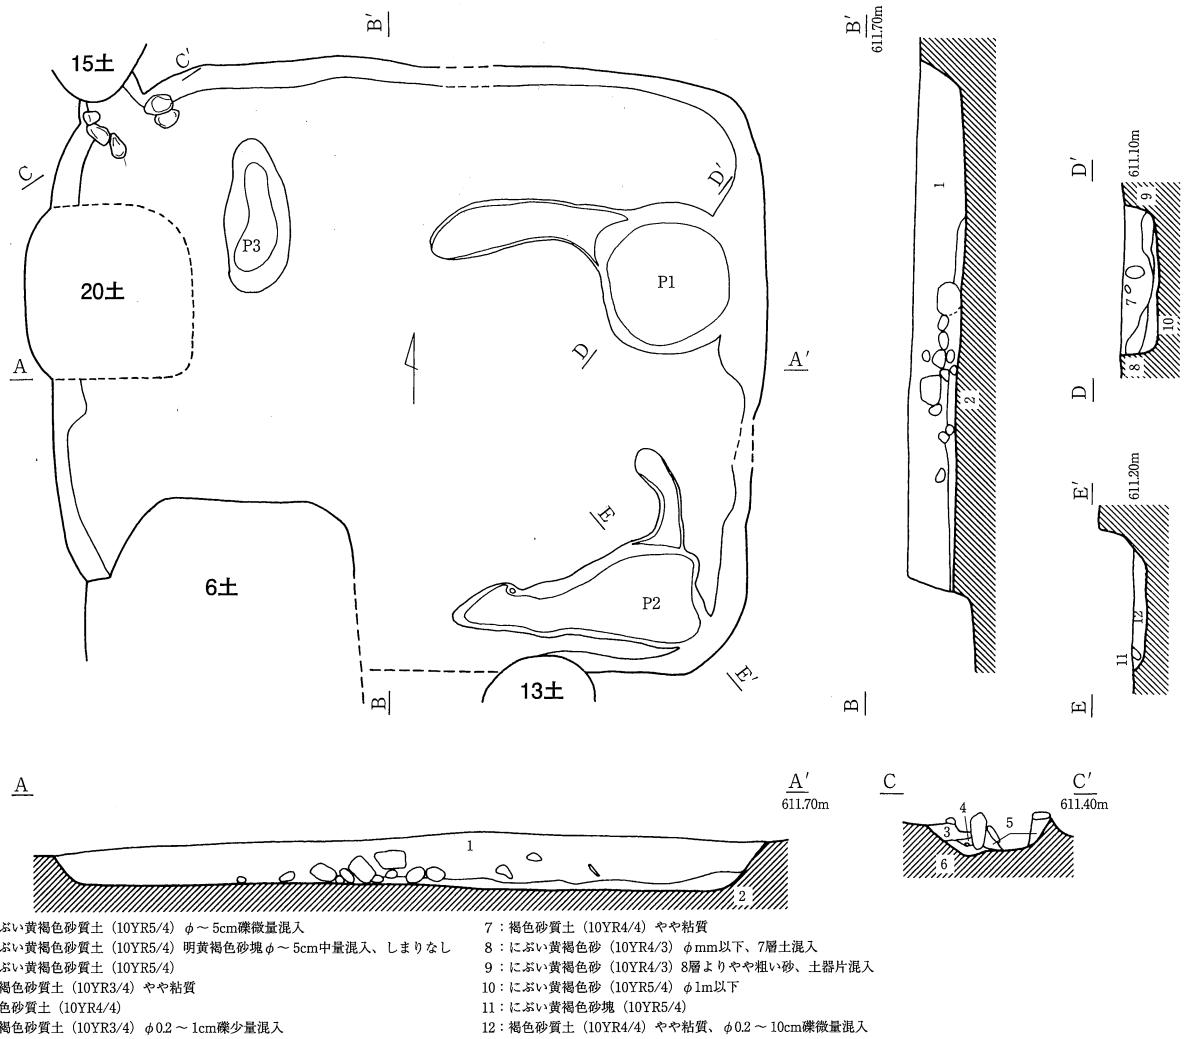 B′
B′
611.70m
15土
C′
C
D′
P3
20土
P1
D
A
A′
E
6土
P2
13土
E′
B
1
2
B
D′
611.10m
9
7
10
8
D
E′
611.20m
12
11
E
A
A′
611.70m
1
2
C
C′
611.40m
4
3
5
6
ぶい黄褐色砂質土（10YR5/4）φ～5cm礫微量混入
ぶい黄褐色砂質土（10YR5/4）明黄褐色砂塊φ～5cm中量混入、しまりなし
ぶい黄褐色砂質土（10YR5/4）
褐色砂質土（10YR3/4）やや粘質
色砂質土（10YR4/4）
褐色砂質土（10YR3/4）φ0.2～1cm礫少量混入
7：褐色砂質土（10YR4/4）やや粘質
8：にぶい黄褐色砂（10YR4/3）φmm以下、7層土混入
9：にぶい黄褐色砂（10YR4/3）8層よりやや粗い砂、土器片混入
10：にぶい黄褐色砂（10YR5/4）φ1m以下
11：にぶい黄褐色砂塊（10YR5/4）
12：褐色砂質土（10YR4/4）やや粘質、φ0.2～10cm礫微量混入